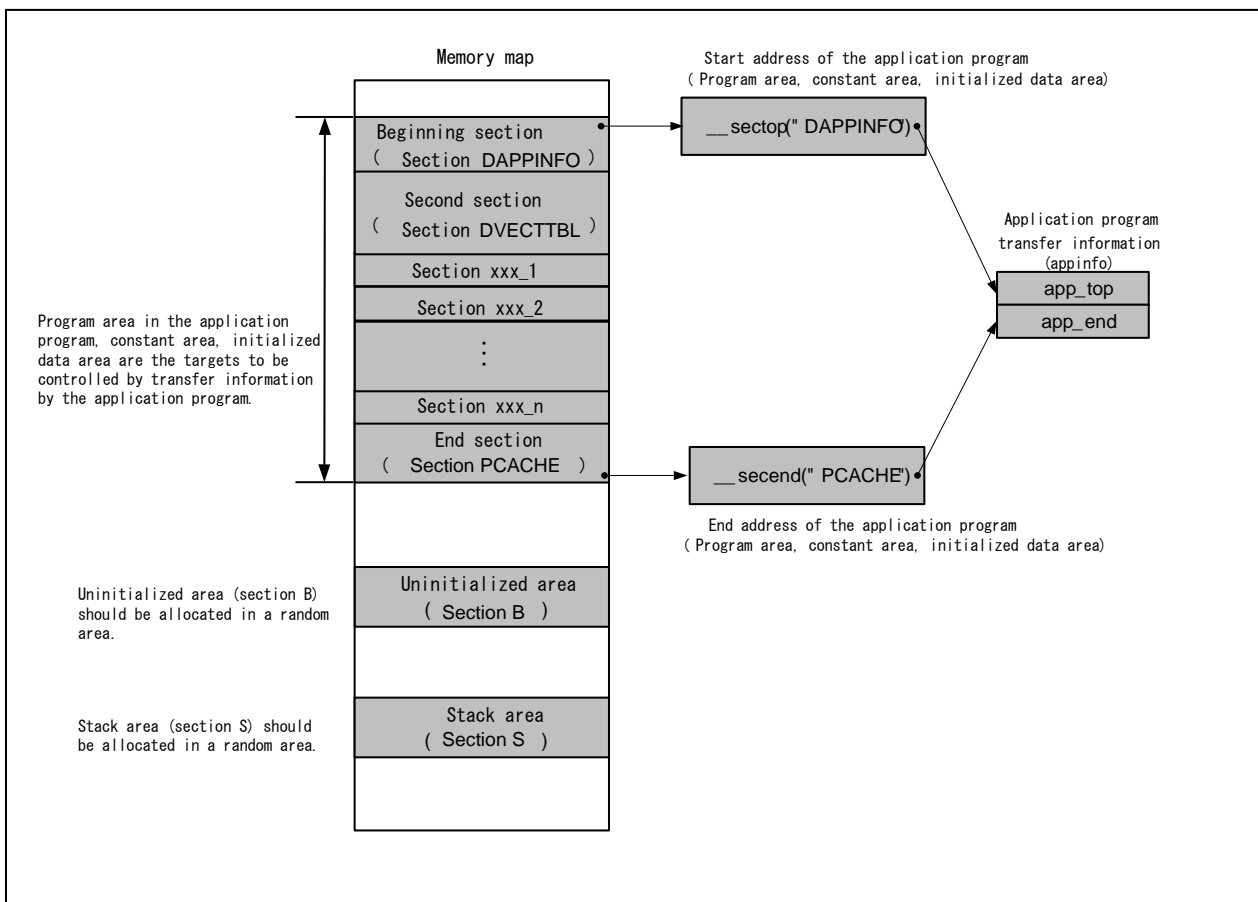 Memory map
Beginning section
( Section DAPPINFO )
Second section
( Section DVECTTBL )
Section xxx_1
Section xxx_2
⋮
Section xxx_n
End section
( Section PCACHE )
Uninitialized area
( Section B )
Stack area
( Section S )
Program area in the application
program, constant area, initialized
data area are the targets to be
controlled by transfer information
by the application program.
Uninitialized area (section B)
should be allocated in a random
area.
Stack area (section S) should
be allocated in a random area.
Start address of the application program
( Program area, constant area, initialized data area)
__sectop(" DAPPINFO")
Application program
transfer information
(appinfo)
app_top
app_end
__secend(" PCACHE")
End address of the application program
( Program area, constant area, initialized data area)